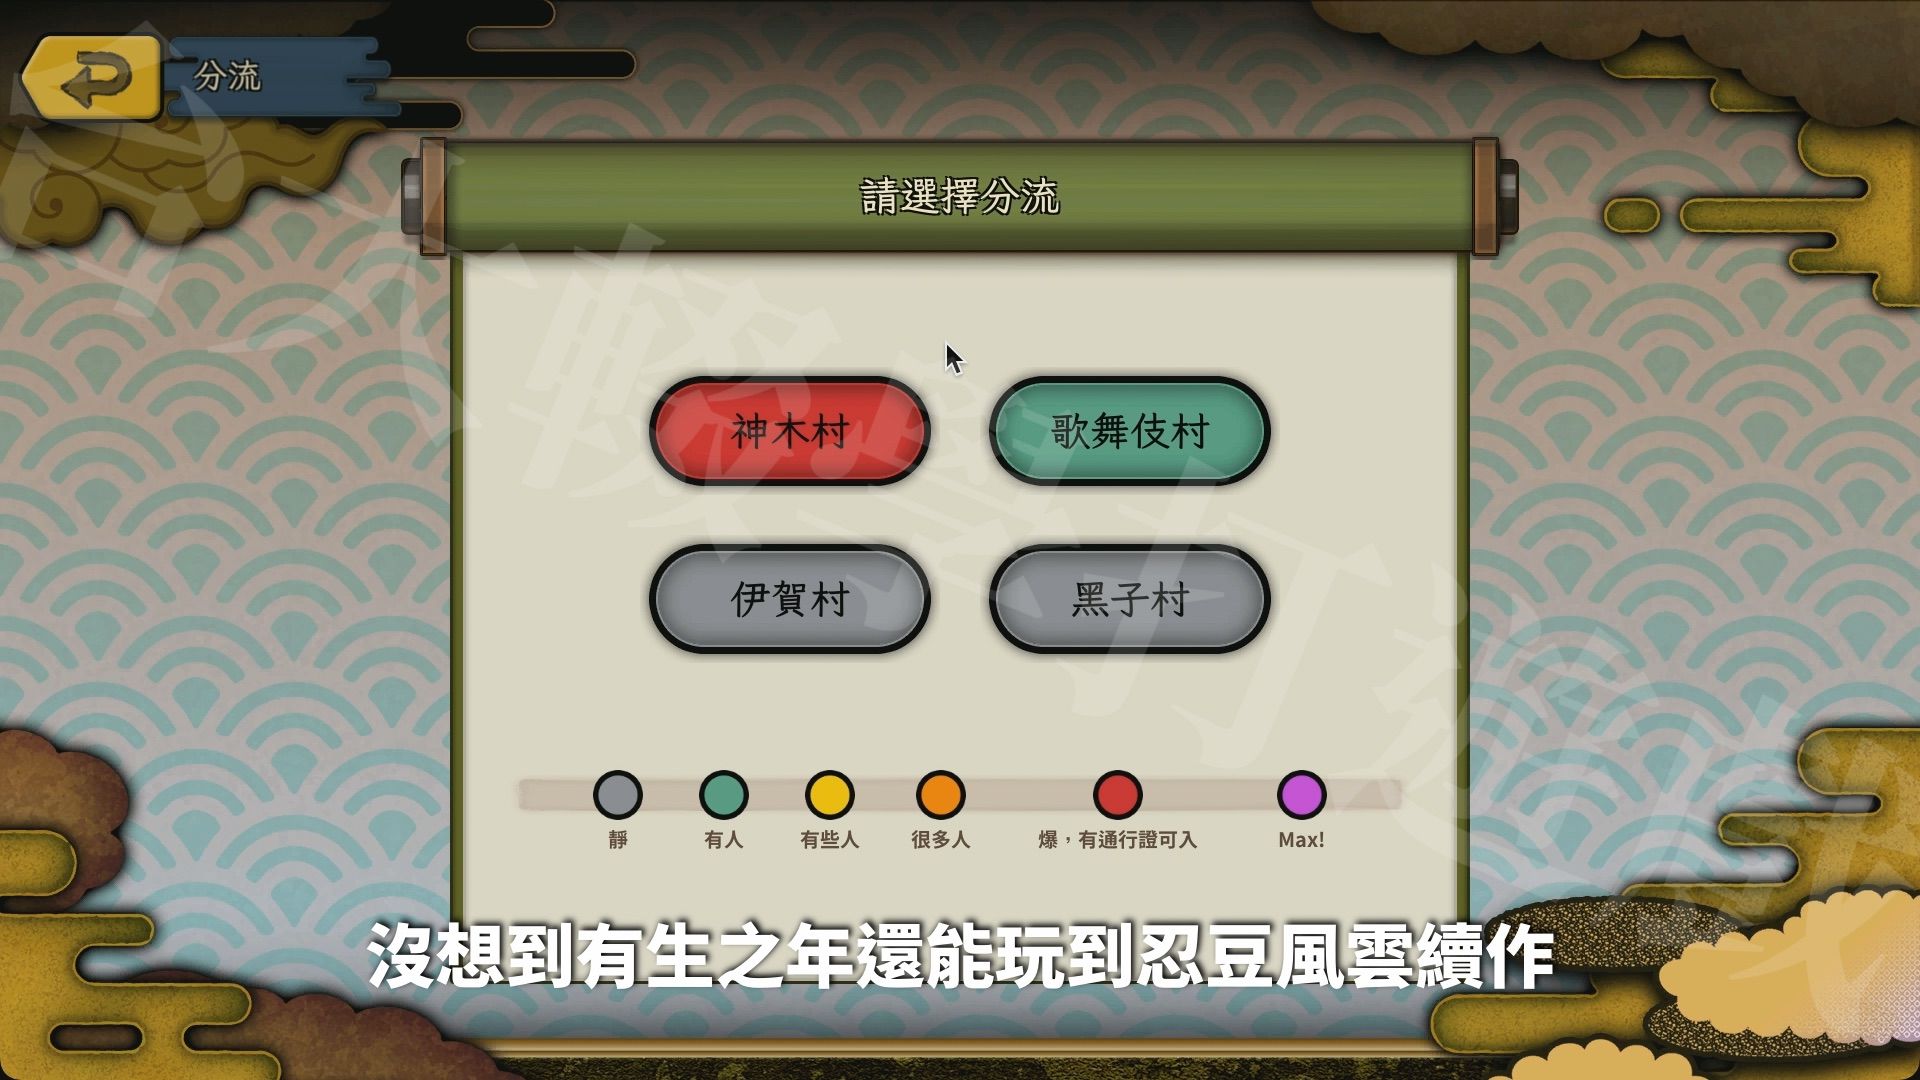 分流
請選擇分流
神木村
歌舞伎村
伊賀村
黑子村
靜
有人
有些人
很多人
爆，有通行證可入
Max!
沒想到有生之年還能玩到忍豆風雲續作